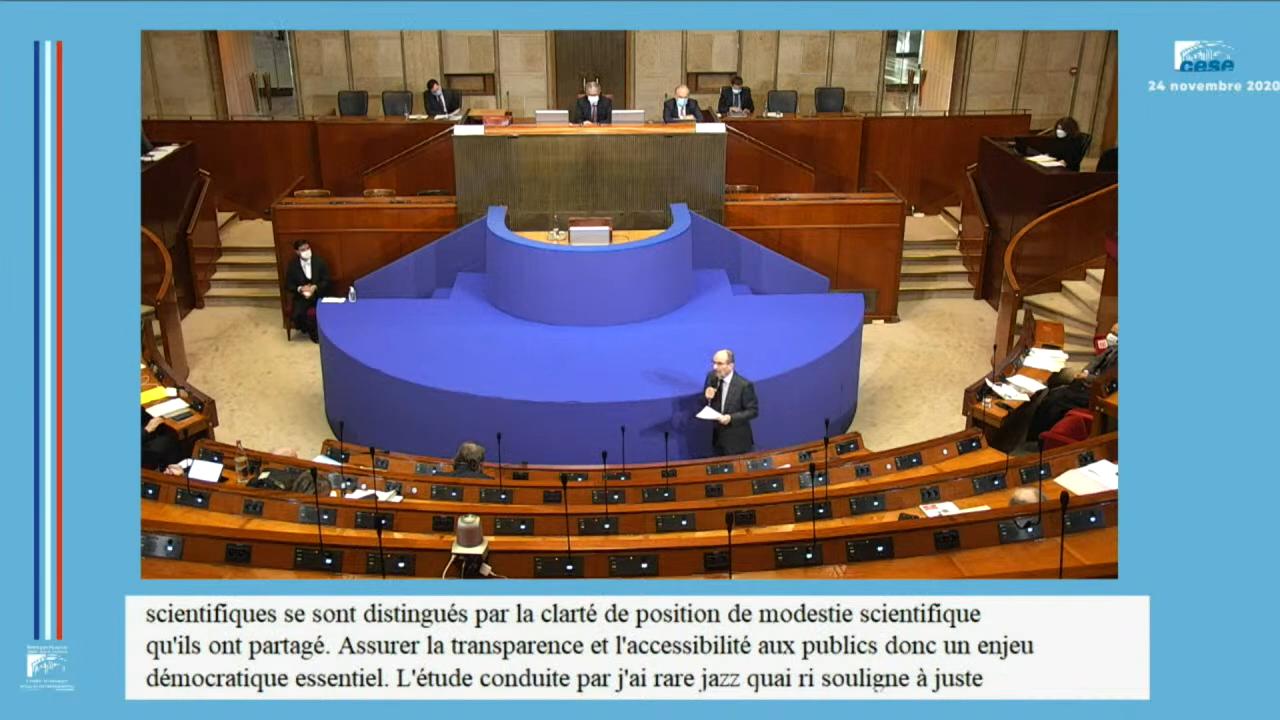 cese
24 novembre 2020
scientifiques se sont distingués par la clarté de position de modestie scientifique
qu'ils ont partagé. Assurer la transparence et l'accessibilité aux publics donc un enjeu
démocratique essentiel. L'étude conduite par j'ai rare jazz quai ri souligne à juste